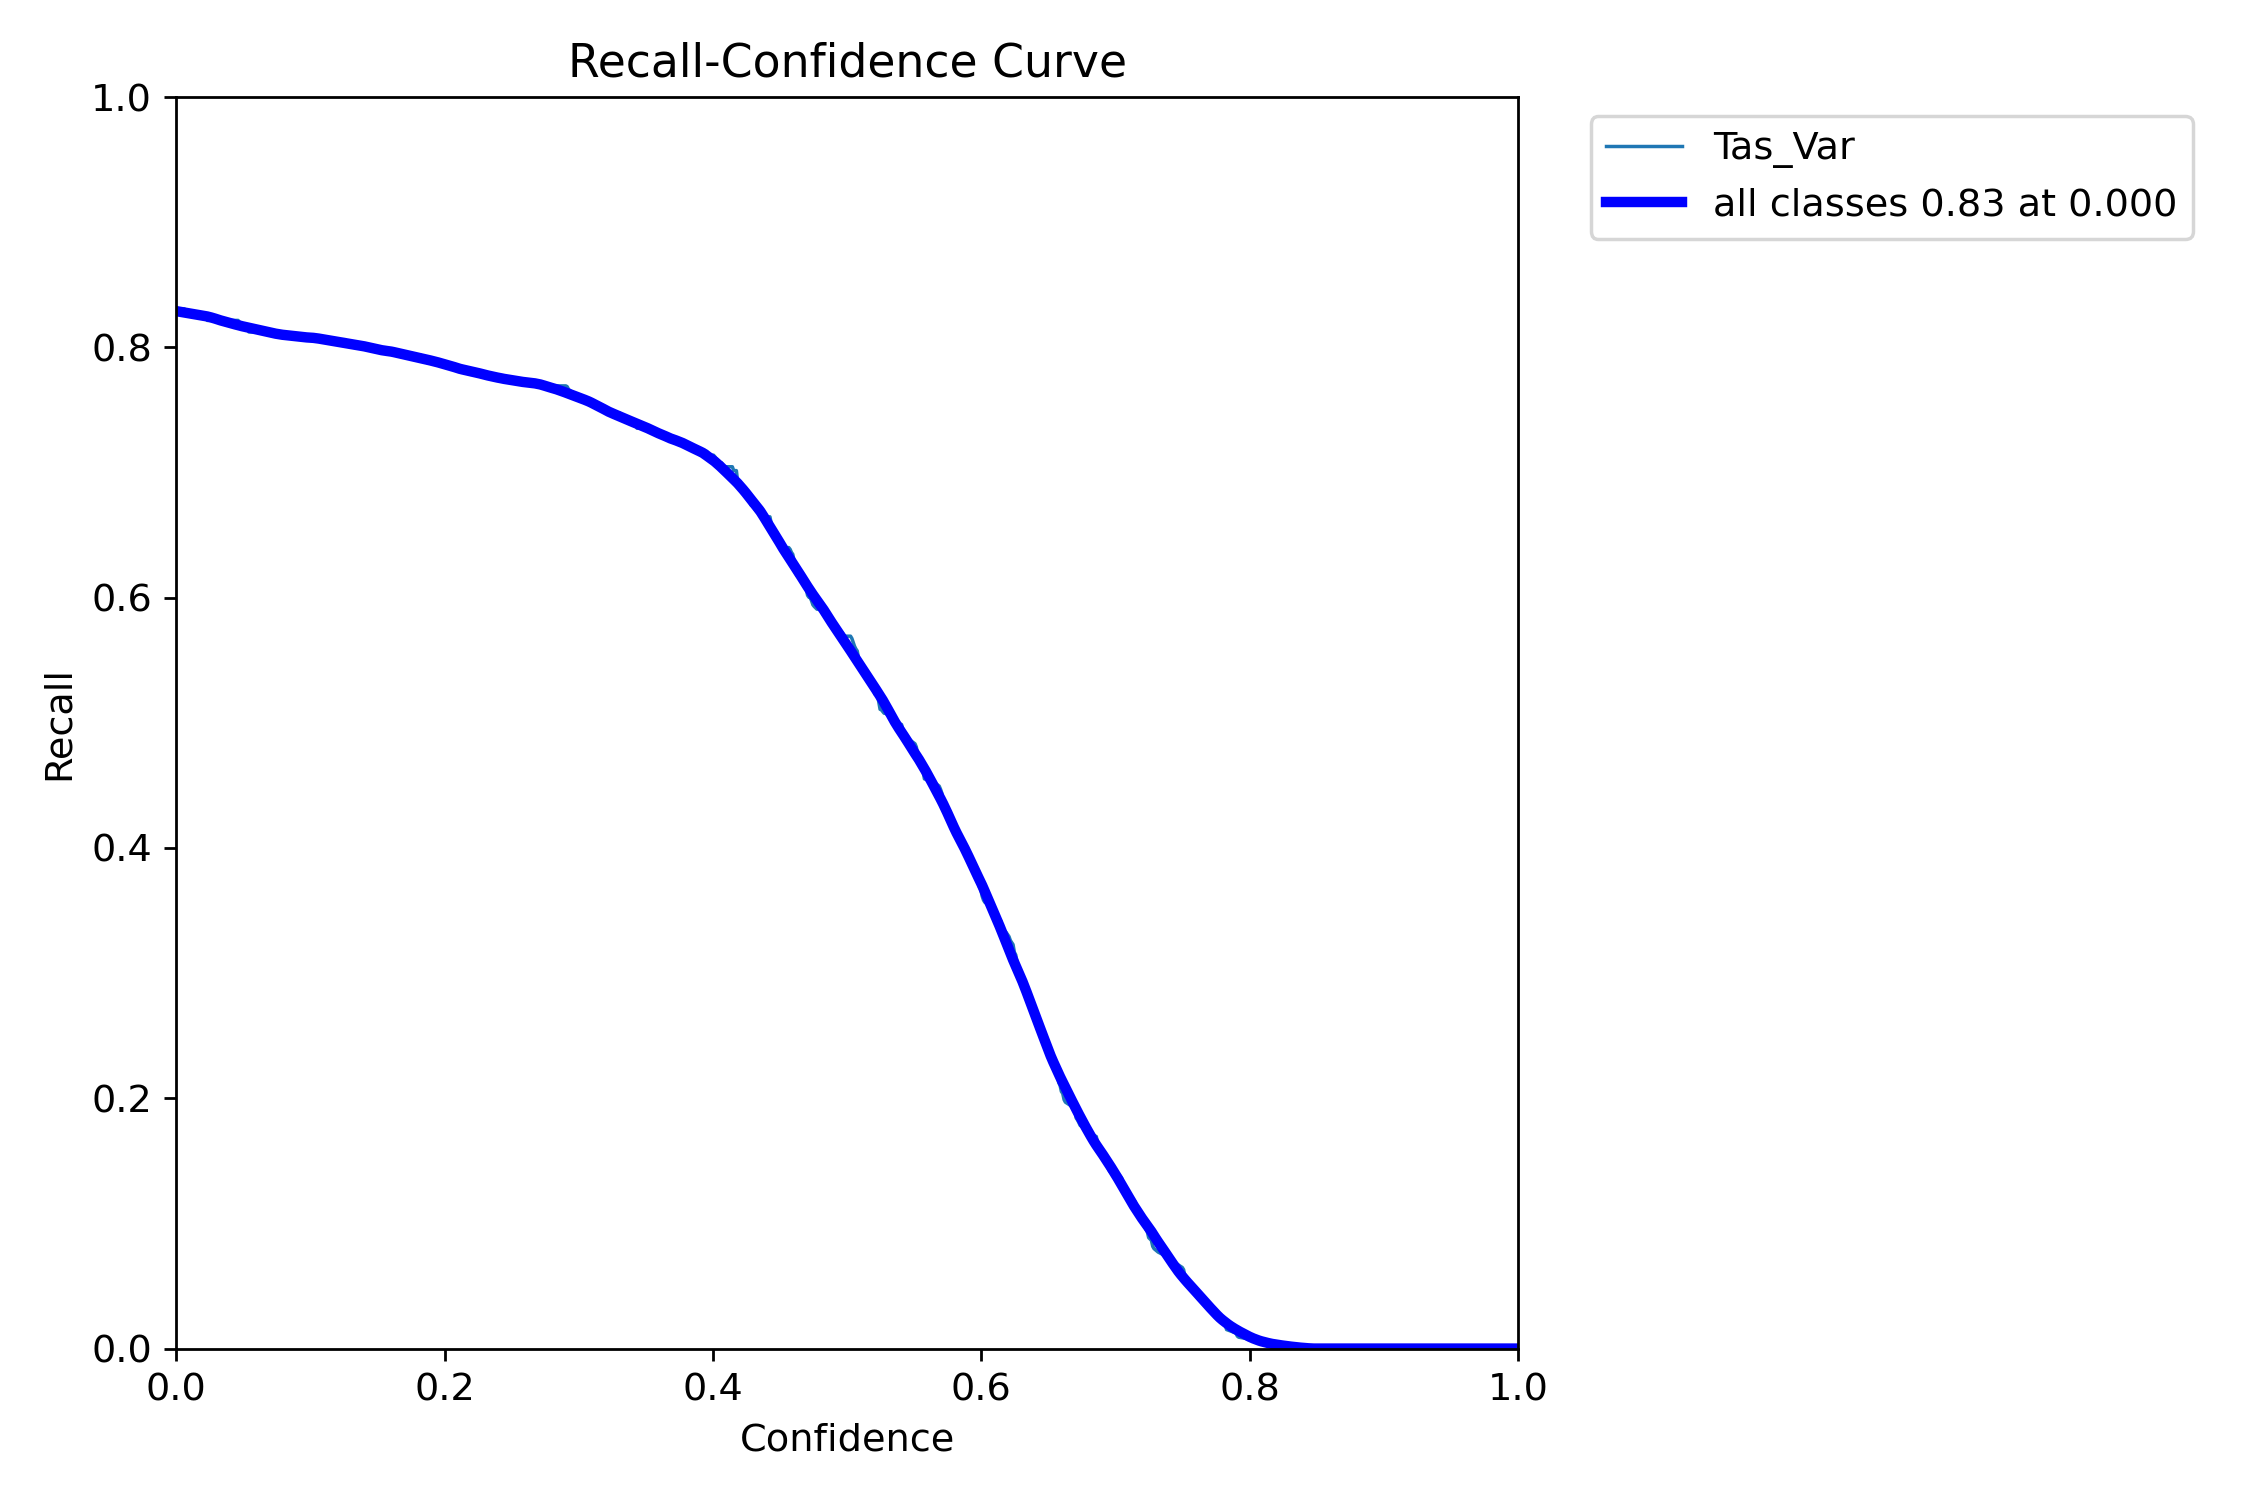 Recall-Confidence Curve
1.0
0.8
0.6
0.4
0.2
0.0
Recall
0.0 0.2 0.4 0.6 0.8 1.0
Confidence
Tas_Var
all classes 0.83 at 0.000